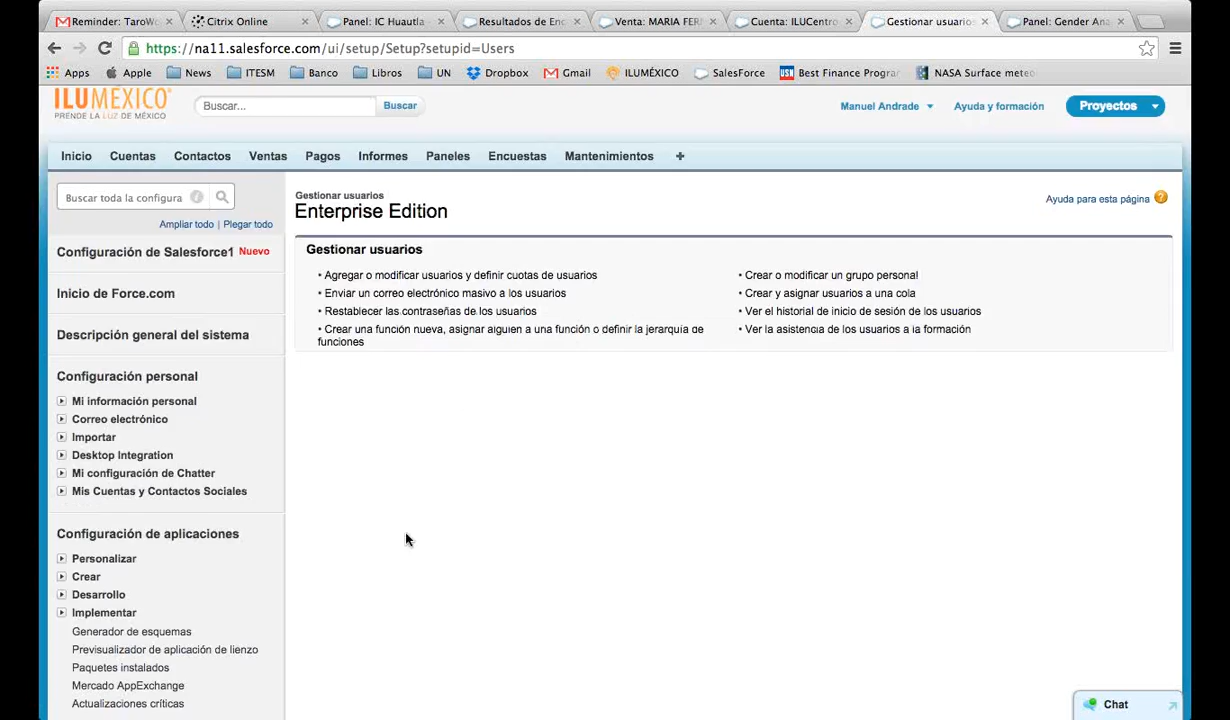 Reminder: TaroWo
Citrix Online
Panel: IC Huautla -
Resultados de Enc
Venta: MARIA FER
Cuenta: ILUCentro
Gestionar usuarios
Panel: Gender Ana
https://na11.salesforce.com/ui/setup/Setup?setupid=Users
Apps
Apple
News
ITESM
Banco
Libros
UN
Dropbox
Gmail
ILUMÉXICO
SalesForce
Best Finance Progra
NASA Surface meteo
ILUMÉXICO
PRENDE LA LUZ DE MÉXICO
Buscar...
Buscar
Manuel Andrade
Ayuda y formación
Proyectos
Inicio
Cuentas
Contactos
Ventas
Pagos
Informes
Paneles
Encuestas
Mantenimientos
+
Buscar toda la configura
Ampliar todo | Plegar todo
Configuración de Salesforce1 Nuevo
Inicio de Force.com
Descripción general del sistema
Configuración personal
Mi información personal
Correo electrónico
Importar
Desktop Integration
Mi configuración de Chatter
Mis Cuentas y Contactos Sociales
Configuración de aplicaciones
Personalizar
Crear
Desarrollo
Implementar
Generador de esquemas
Previsualizador de aplicación de lienzo
Paquetes instalados
Mercado AppExchange
Actualizaciones críticas
Gestionar usuarios
Enterprise Edition
Ayuda para esta página
Gestionar usuarios
• Agregar o modificar usuarios y definir cuotas de usuarios
• Enviar un correo electrónico masivo a los usuarios
• Restablecer las contraseñas de los usuarios
• Crear una función nueva, asignar alguien a una función o definir la jerarquía de
funciones
• Crear o modificar un grupo personal
• Crear y asignar usuarios a una cola
• Ver el historial de inicio de sesión de los usuarios
• Ver la asistencia de los usuarios a la formación
Chat